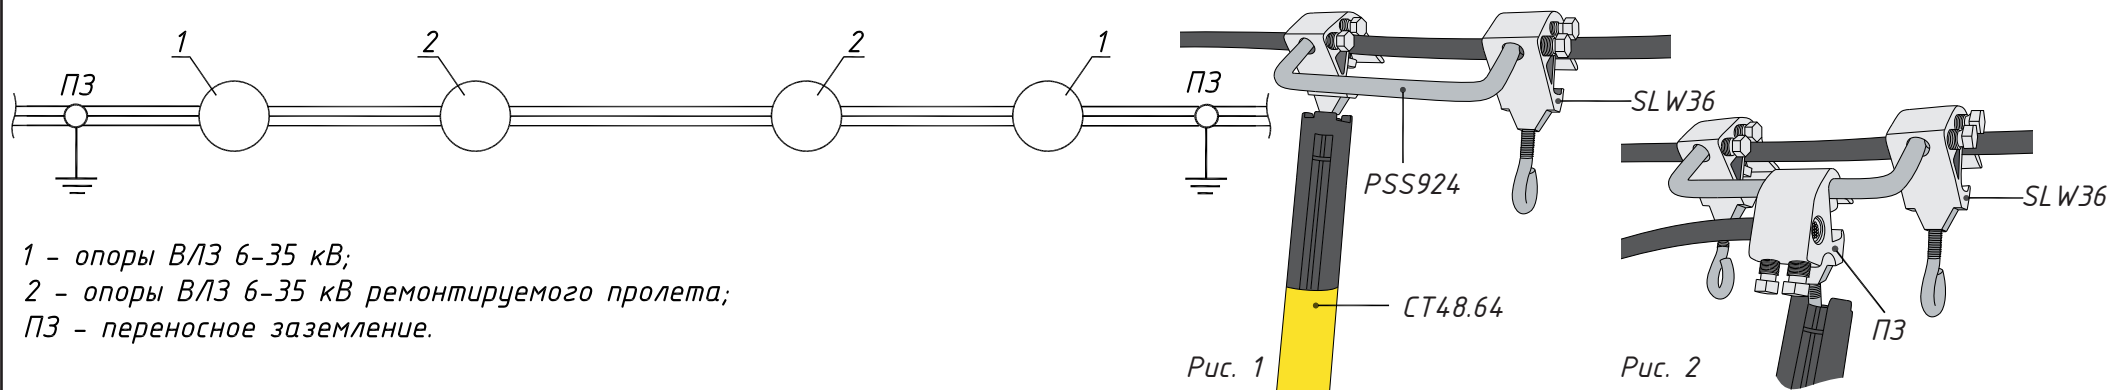 1
2
2
1
ПЗ
ПЗ
1 - опоры ВЛЗ 6-35 кВ;
2 - опоры ВЛЗ 6-35 кВ ремонтируемого пролета;
ПЗ - переносное заземление.
SLW36
PSS924
СТ48.64
Рис. 1
SLW36
ПЗ
Рис. 2